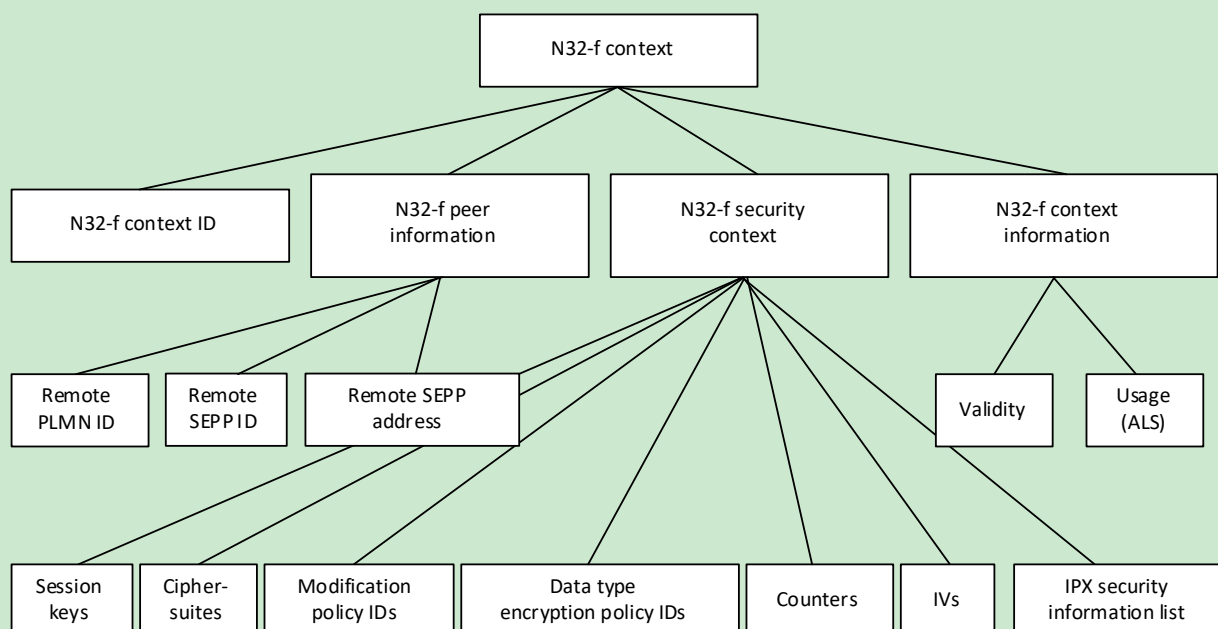 N32-f context
N32-f context ID
N32-f peer
information
N32-f security
context
N32-f context
information
Remote
PLMN ID
Remote
SEPP ID
Remote SEPP
address
Validity
Usage
(ALS)
Session
keys
Cipher-
suites
Modification
policy IDs
Data type
encryption policy IDs
Counters
IVs
IPX security
information list